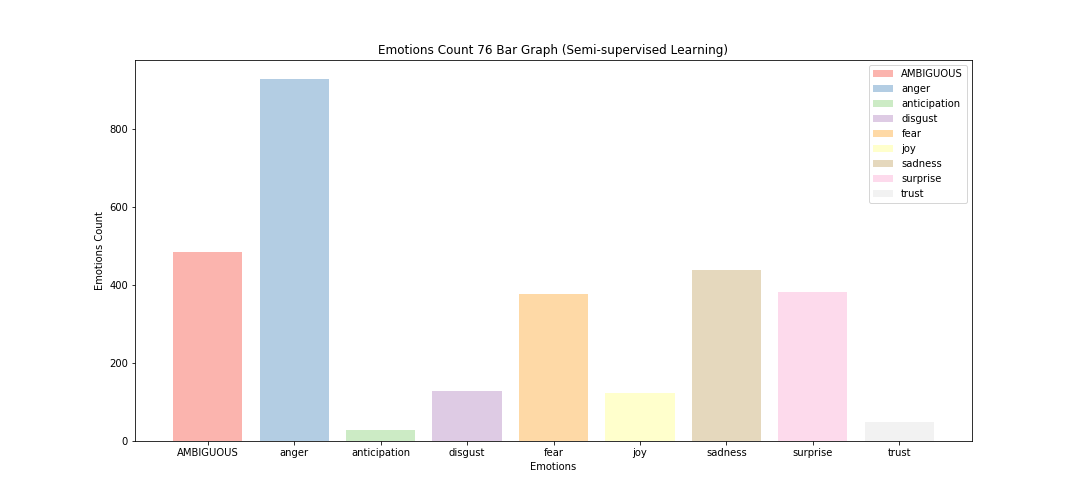 Emotions Count 76 Bar Graph (Semi-supervised Learning)
AMBIGUOUS
anger
anticipation
disgust
fear
joy
sadness
surprise
trust
Emotions Count
800
600
400
200
0
AMBIGUOUS anger anticipation disgust fear joy sadness surprise trust
Emotions